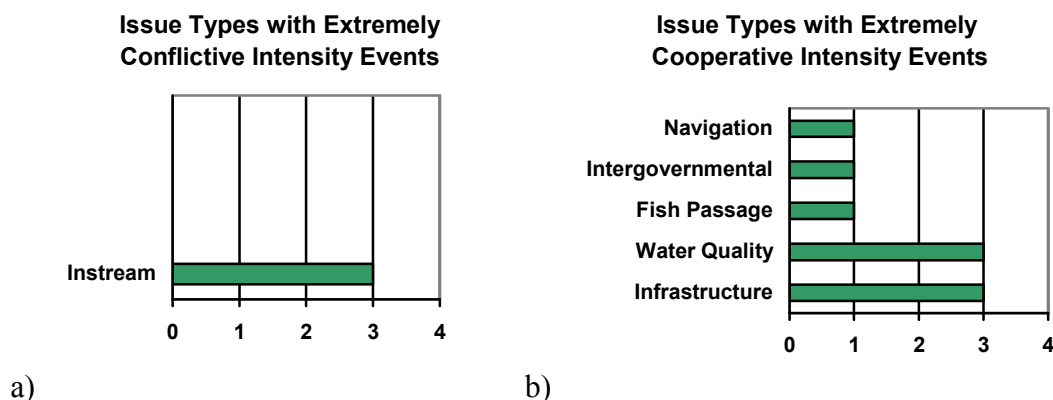 Issue Types with Extremely
Conflictive Intensity Events
Instream
0 1 2 3 4
a)
Issue Types with Extremely
Cooperative Intensity Events
Navigation
Intergovernmental
Fish Passage
Water Quality
Infrastructure
0 1 2 3 4
b)